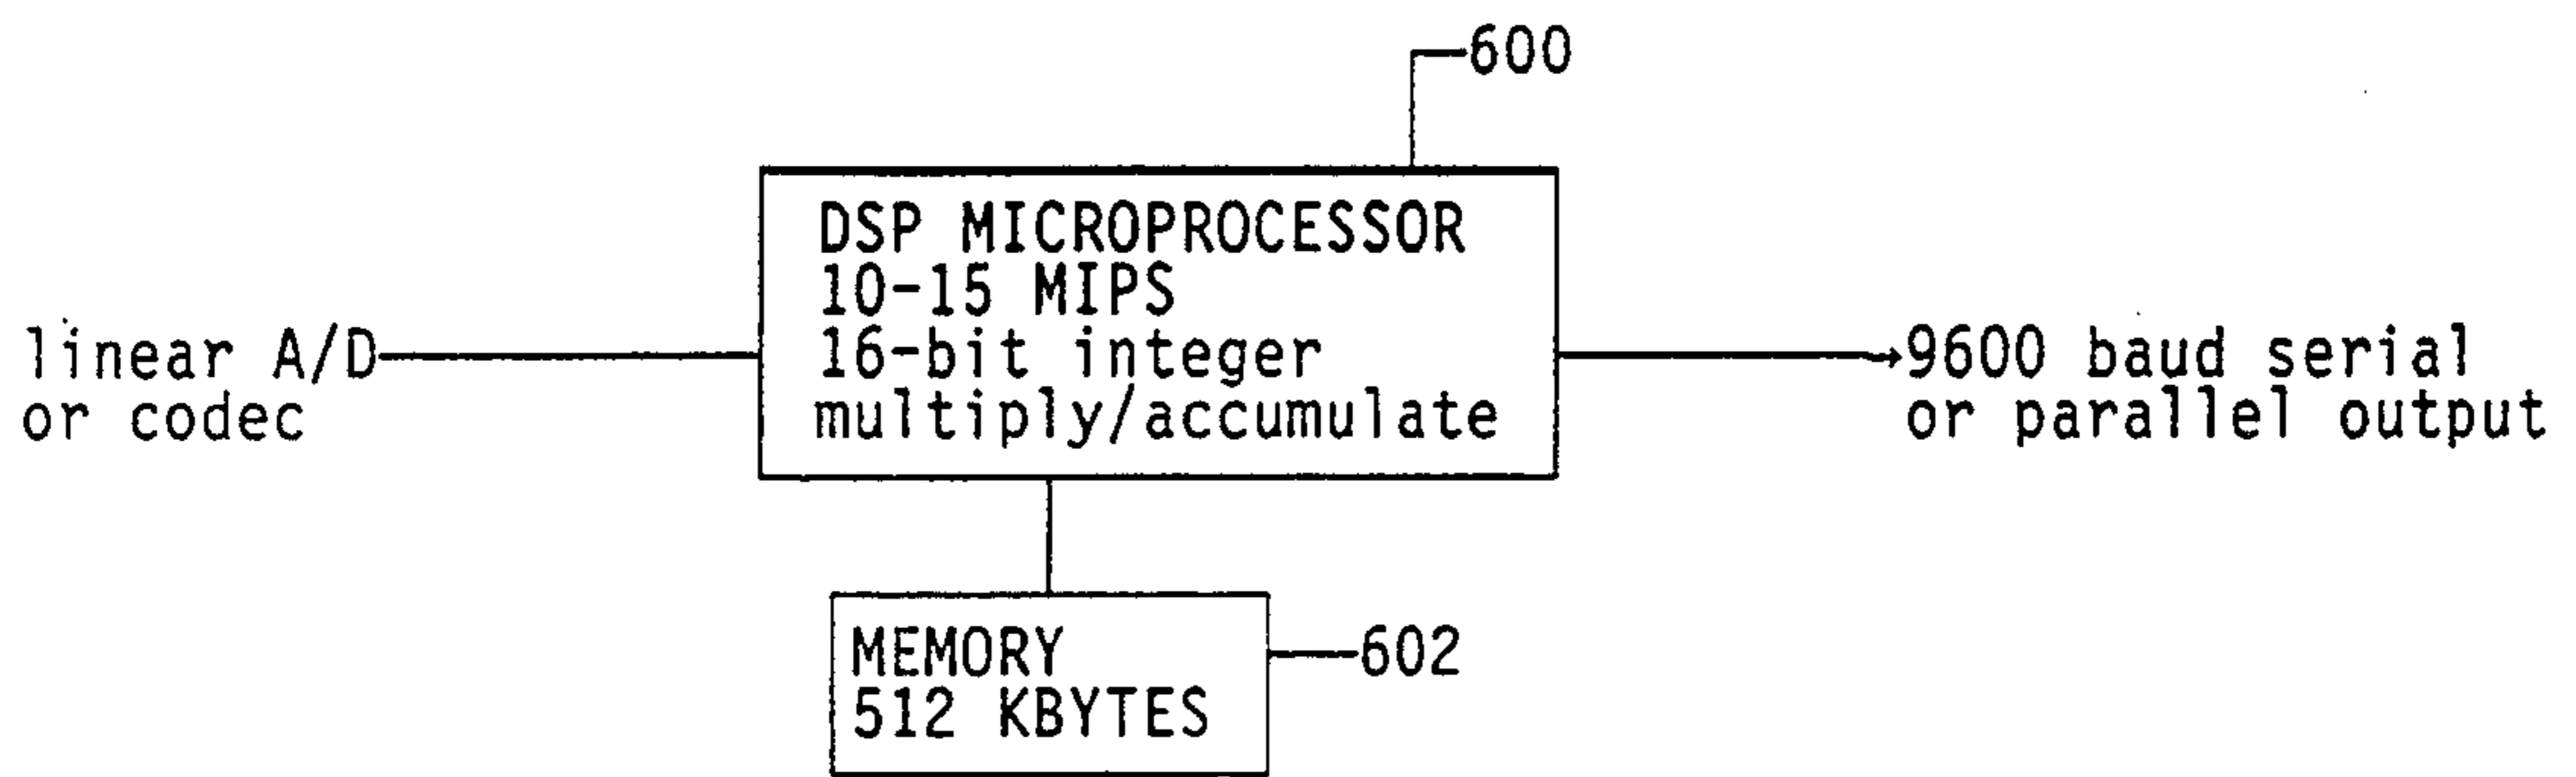 600
DSP MICROPROCESSOR
10-15 MIPS
16-bit integer
multiply/accumulate
linear A/D
or codec
9600 baud serial
or parallel output
MEMORY
512 KBYTES
602